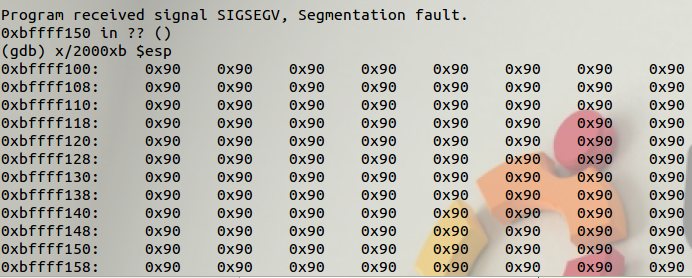 Program received signal SIGSEGV, Segmentation fault.
0xbffff150 in ?? ()
(gdb) x/2000xb $esp
0xbffff100: 0x90 0x90 0x90 0x90 0x90 0x90 0x90 0x90
0xbffff108: 0x90 0x90 0x90 0x90 0x90 0x90 0x90 0x90
0xbffff110: 0x90 0x90 0x90 0x90 0x90 0x90 0x90 0x90
0xbffff118: 0x90 0x90 0x90 0x90 0x90 0x90 0x90 0x90
0xbffff120: 0x90 0x90 0x90 0x90 0x90 0x90 0x90 0x90
0xbffff128: 0x90 0x90 0x90 0x90 0x90 0x90 0x90 0x90
0xbffff130: 0x90 0x90 0x90 0x90 0x90 0x90 0x90 0x90
0xbffff138: 0x90 0x90 0x90 0x90 0x90 0x90 0x90 0x90
0xbffff140: 0x90 0x90 0x90 0x90 0x90 0x90 0x90 0x90
0xbffff148: 0x90 0x90 0x90 0x90 0x90 0x90 0x90 0x90
0xbffff150: 0x90 0x90 0x90 0x90 0x90 0x90 0x90 0x90
0xbffff158: 0x90 0x90 0x90 0x90 0x90 0x90 0x90 0x90